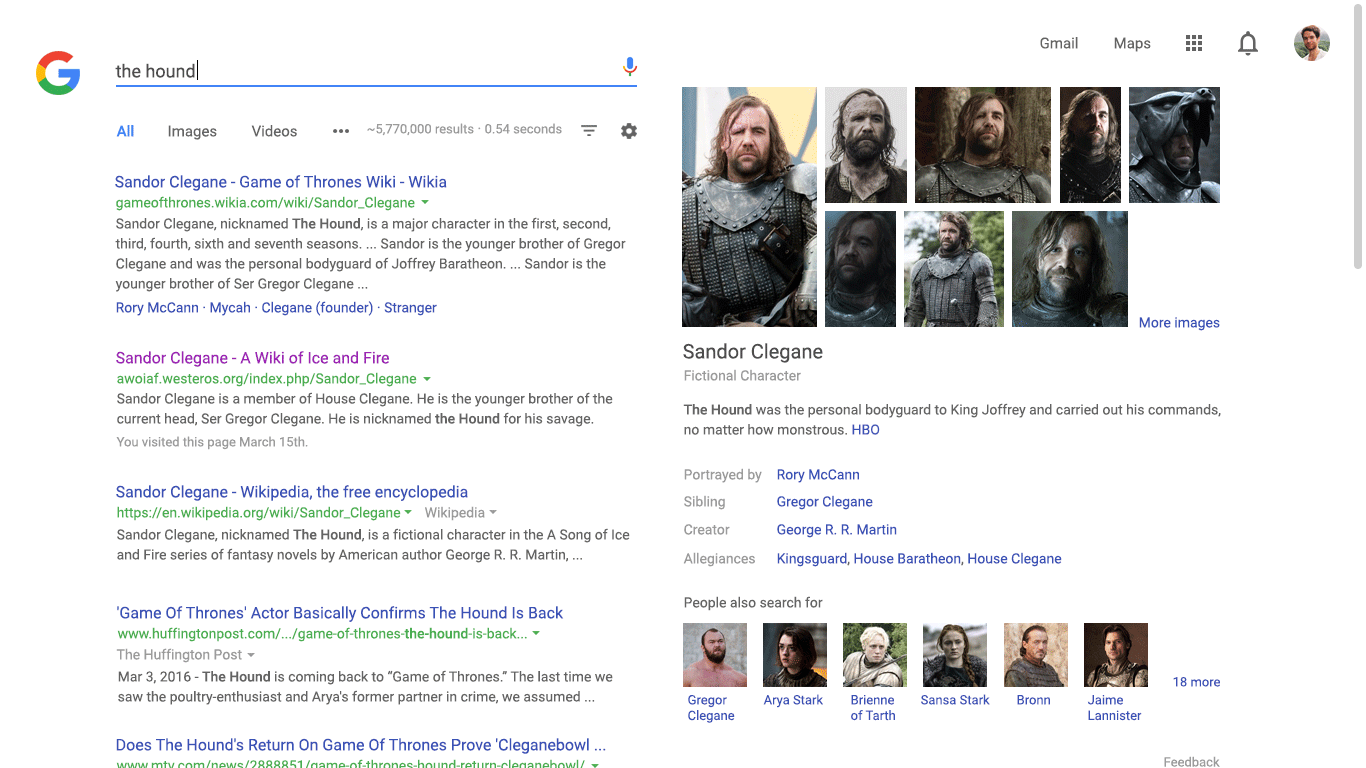 Gmail
Maps
the hound
All
Images
Videos
~5,770,000 results · 0.54 seconds
Sandor Clegane - Game of Thrones Wiki - Wikia
gameofthrones.wikia.com/wiki/Sandor_Clegane
Sandor Clegane, nicknamed The Hound, is a major character in the first, second,
third, fourth, sixth and seventh seasons. ... Sandor is the younger brother of Gregor
Clegane and was the personal bodyguard of Joffrey Baratheon. ... Sandor is the
younger brother of Ser Gregor Clegane ...
Rory McCann · Mycah · Clegane (founder) · Stranger
Sandor Clegane - A Wiki of Ice and Fire
awoiaf.westeros.org/index.php/Sandor_Clegane
Sandor Clegane is a member of House Clegane. He is the younger brother of the
current head, Ser Gregor Clegane. He is nicknamed the Hound for his savage.
You visited this page March 15th.
Sandor Clegane - Wikipedia, the free encyclopedia
https://en.wikipedia.org/wiki/Sandor_Clegane Wikipedia
Sandor Clegane, nicknamed The Hound, is a fictional character in the A Song of Ice
and Fire series of fantasy novels by American author George R. R. Martin, ...
'Game Of Thrones' Actor Basically Confirms The Hound Is Back
www.huffingtonpost.com/.../game-of-thrones-the-hound-is-back...
The Huffington Post
Mar 3, 2016 - The Hound is coming back to “Game of Thrones.” The last time we
saw the poultry-enthusiast and Arya's former partner in crime, we assumed ...
Does The Hound's Return On Game Of Thrones Prove 'Cleganebowl ...
www.mtv.com/news/2888851/game-of-thrones-hound-return-cleganebowl/
More images
Sandor Clegane
Fictional Character
The Hound was the personal bodyguard to King Joffrey and carried out his commands,
no matter how monstrous. HBO
Portrayed by Rory McCann
Sibling Gregor Clegane
Creator George R. R. Martin
Allegiances Kingsguard, House Baratheon, House Clegane
People also search for
Gregor
Clegane
Arya Stark
Brienne
of Tarth
Sansa Stark
Bronn
Jaime
Lannister
18 more
Feedback